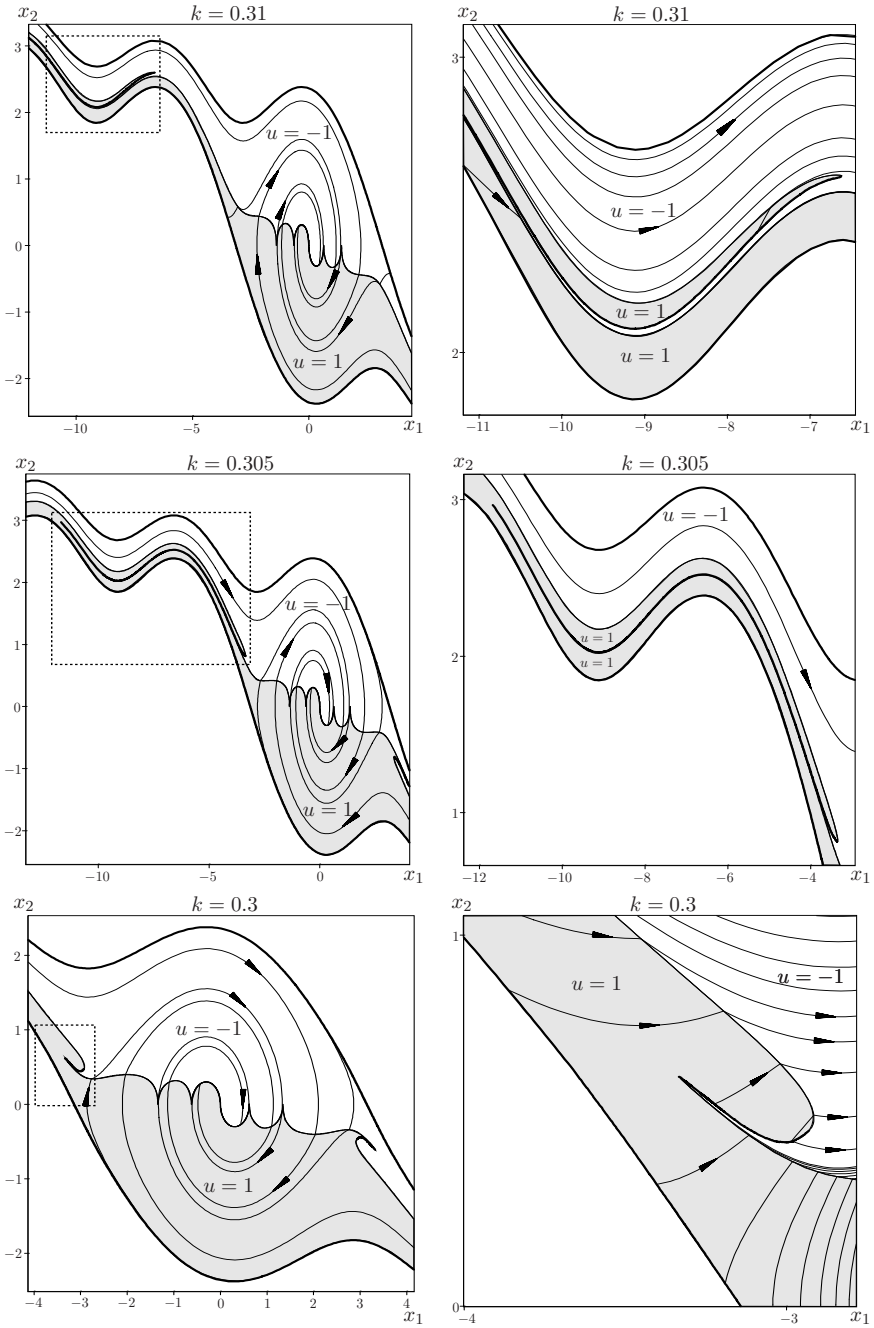 x₂ k = 0.31
3
2
1
0
−1
−2
u = −1
u = 1
−10 −5 0 x₁
x₂ k = 0.31
3
2
u = −1
u = 1
u = 1
−11 −10 −9 −8 −7 x₁
x₂ k = 0.305
3
2
1
0
−1
−2
u = −1
u = 1
−10 −5 0 x₁
x₂ k = 0.305
3
2
1
u = −1
u = 1
u = 1
−12 −10 −8 −6 −4 x₁
x₂ k = 0.3
2
1
0
−1
−2
u = −1
u = 1
−4 −3 −2 −1 0 1 2 3 4 x₁
x₂ k = 0.3
1
0
u = 1
u = −1
−4 −3 x₁